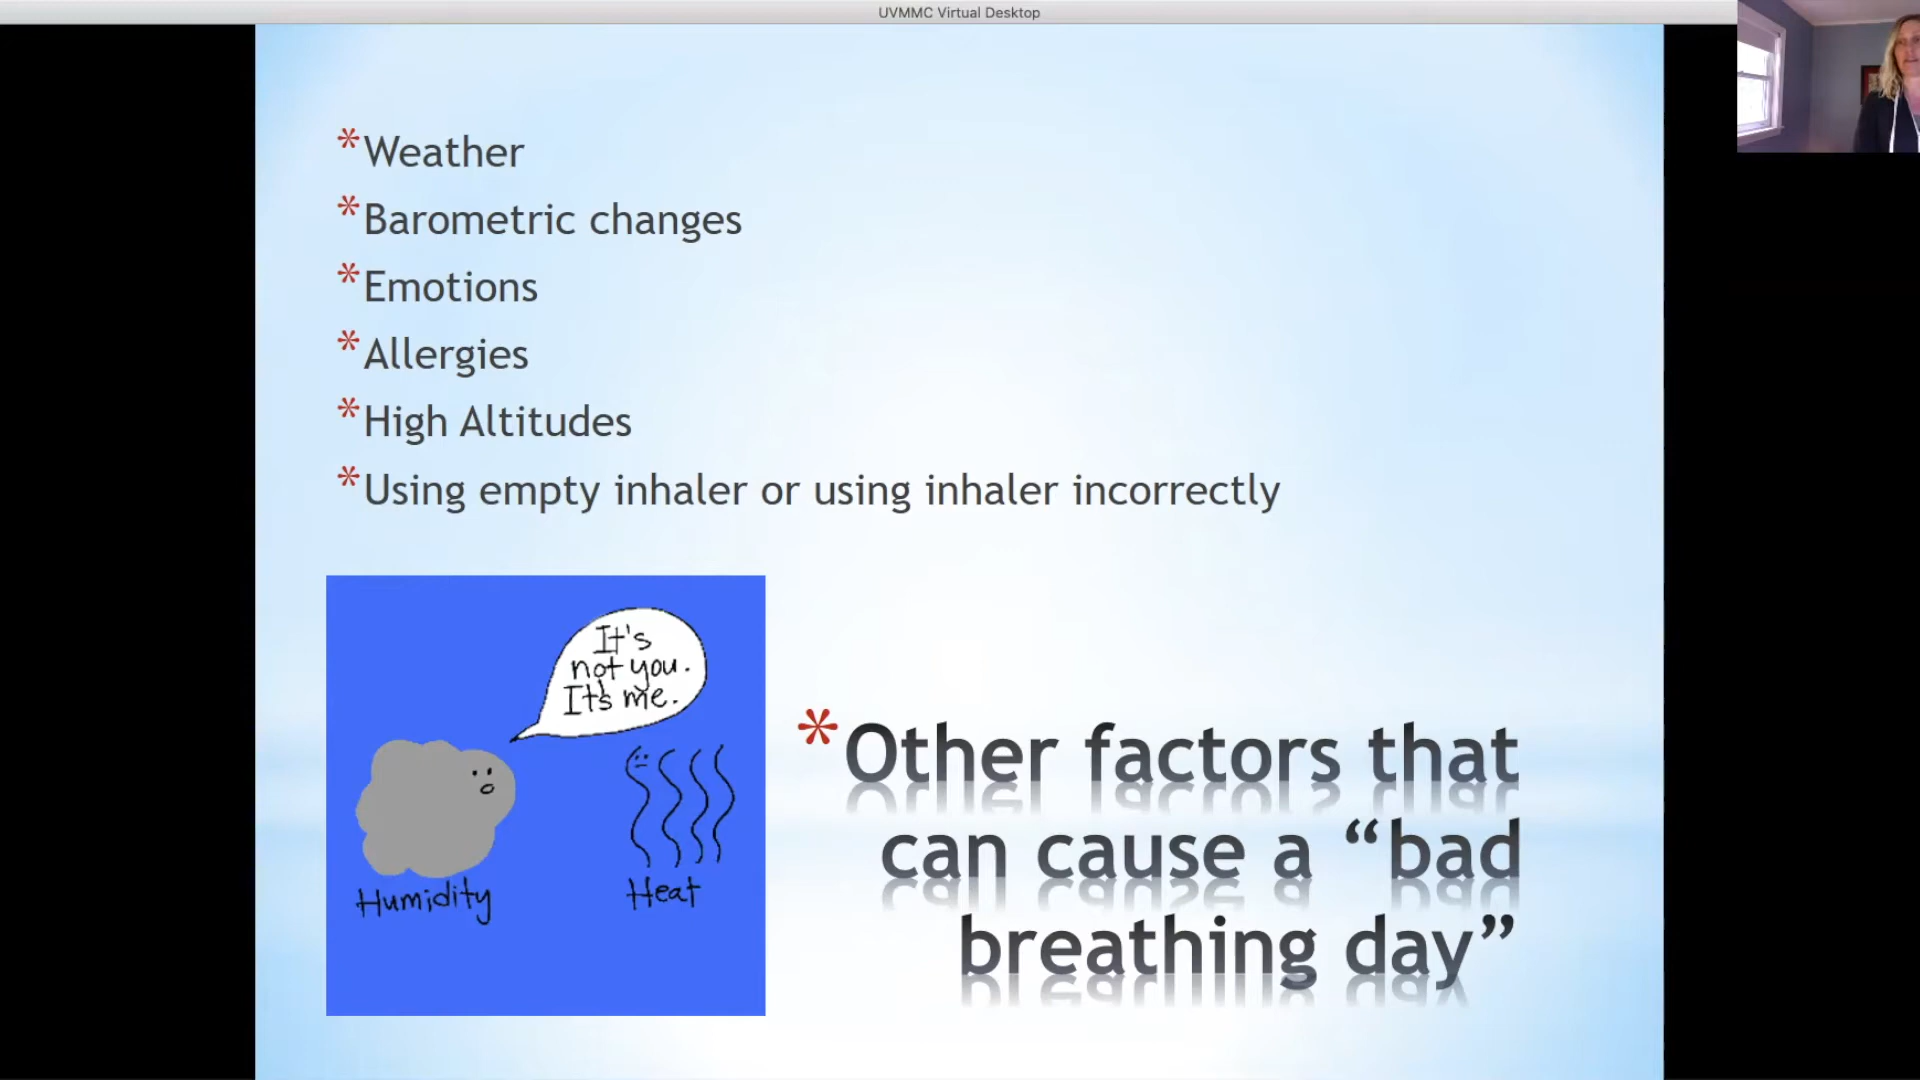 UVMMC Virtual Desktop
*Weather
*Barometric changes
*Emotions
*Allergies
*High Altitudes
*Using empty inhaler or using inhaler incorrectly
It's
not you.
It's me.
Humidity
Heat
*Other factors that
can cause a “bad
breathing day”